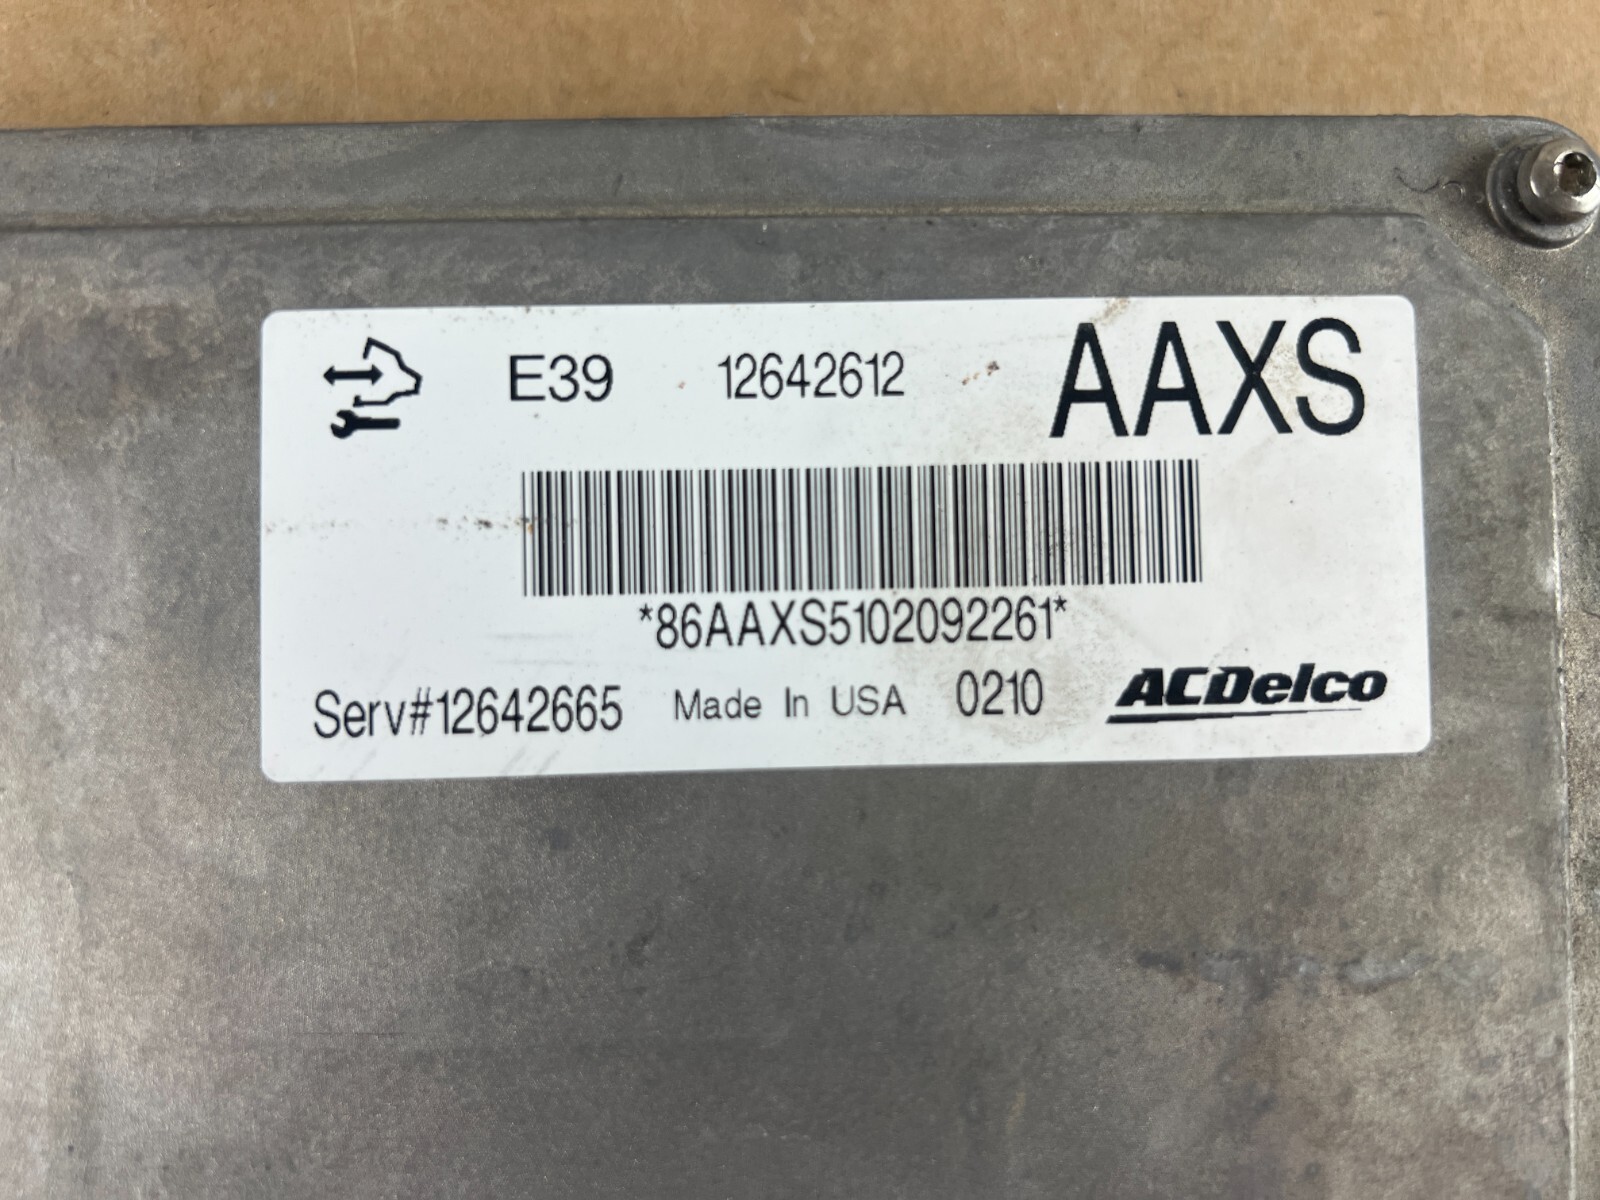 E39 12642612 AAXS
*86AAXS5102092261*
Serv#12642665 Made In USA 0210 ACDelco